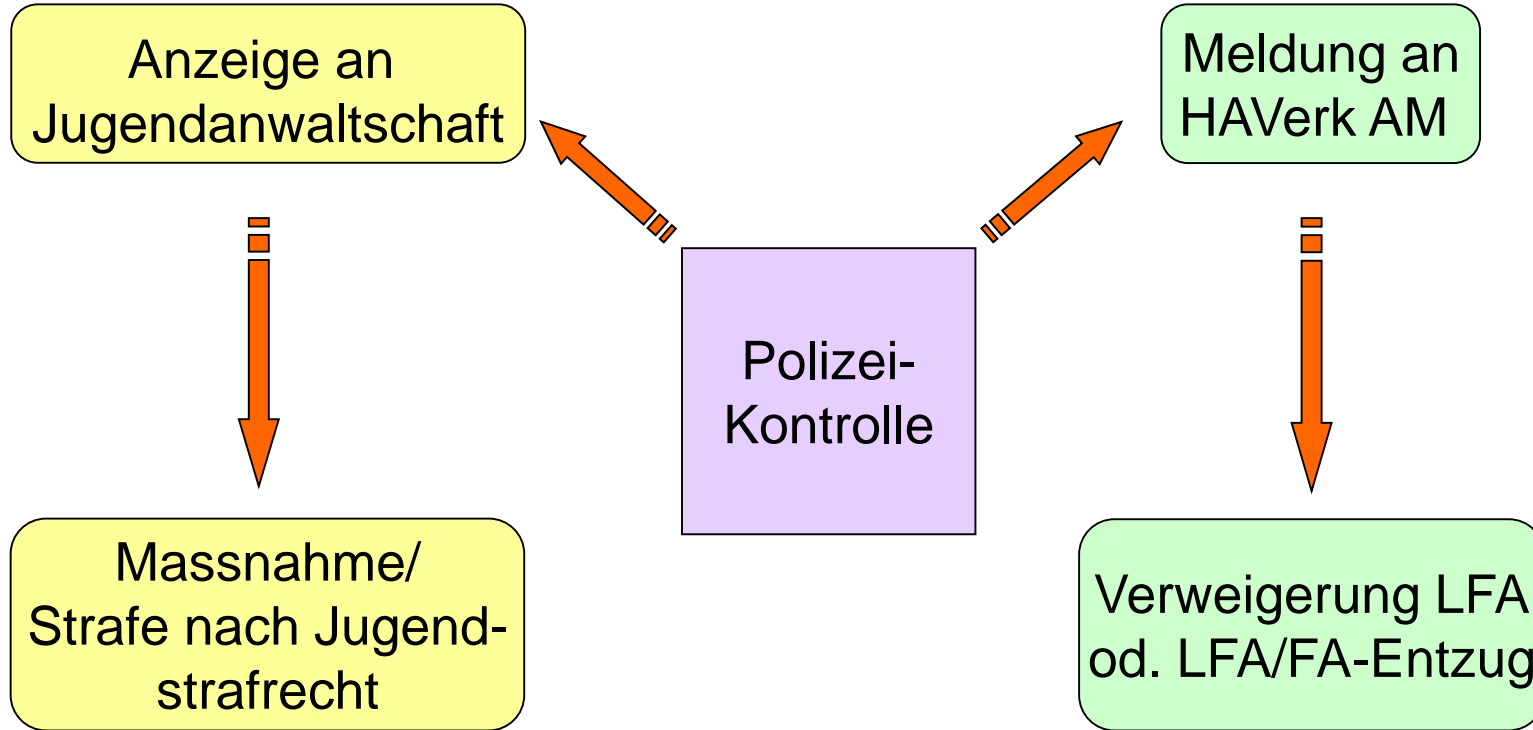 Anzeige an
Jugendanwaltschaft
Meldung an
HAVerk AM
Polizei-
Kontrolle
Massnahme/
Strafe nach Jugend-
strafrecht
Verweigerung LFA
od. LFA/FA-Entzug